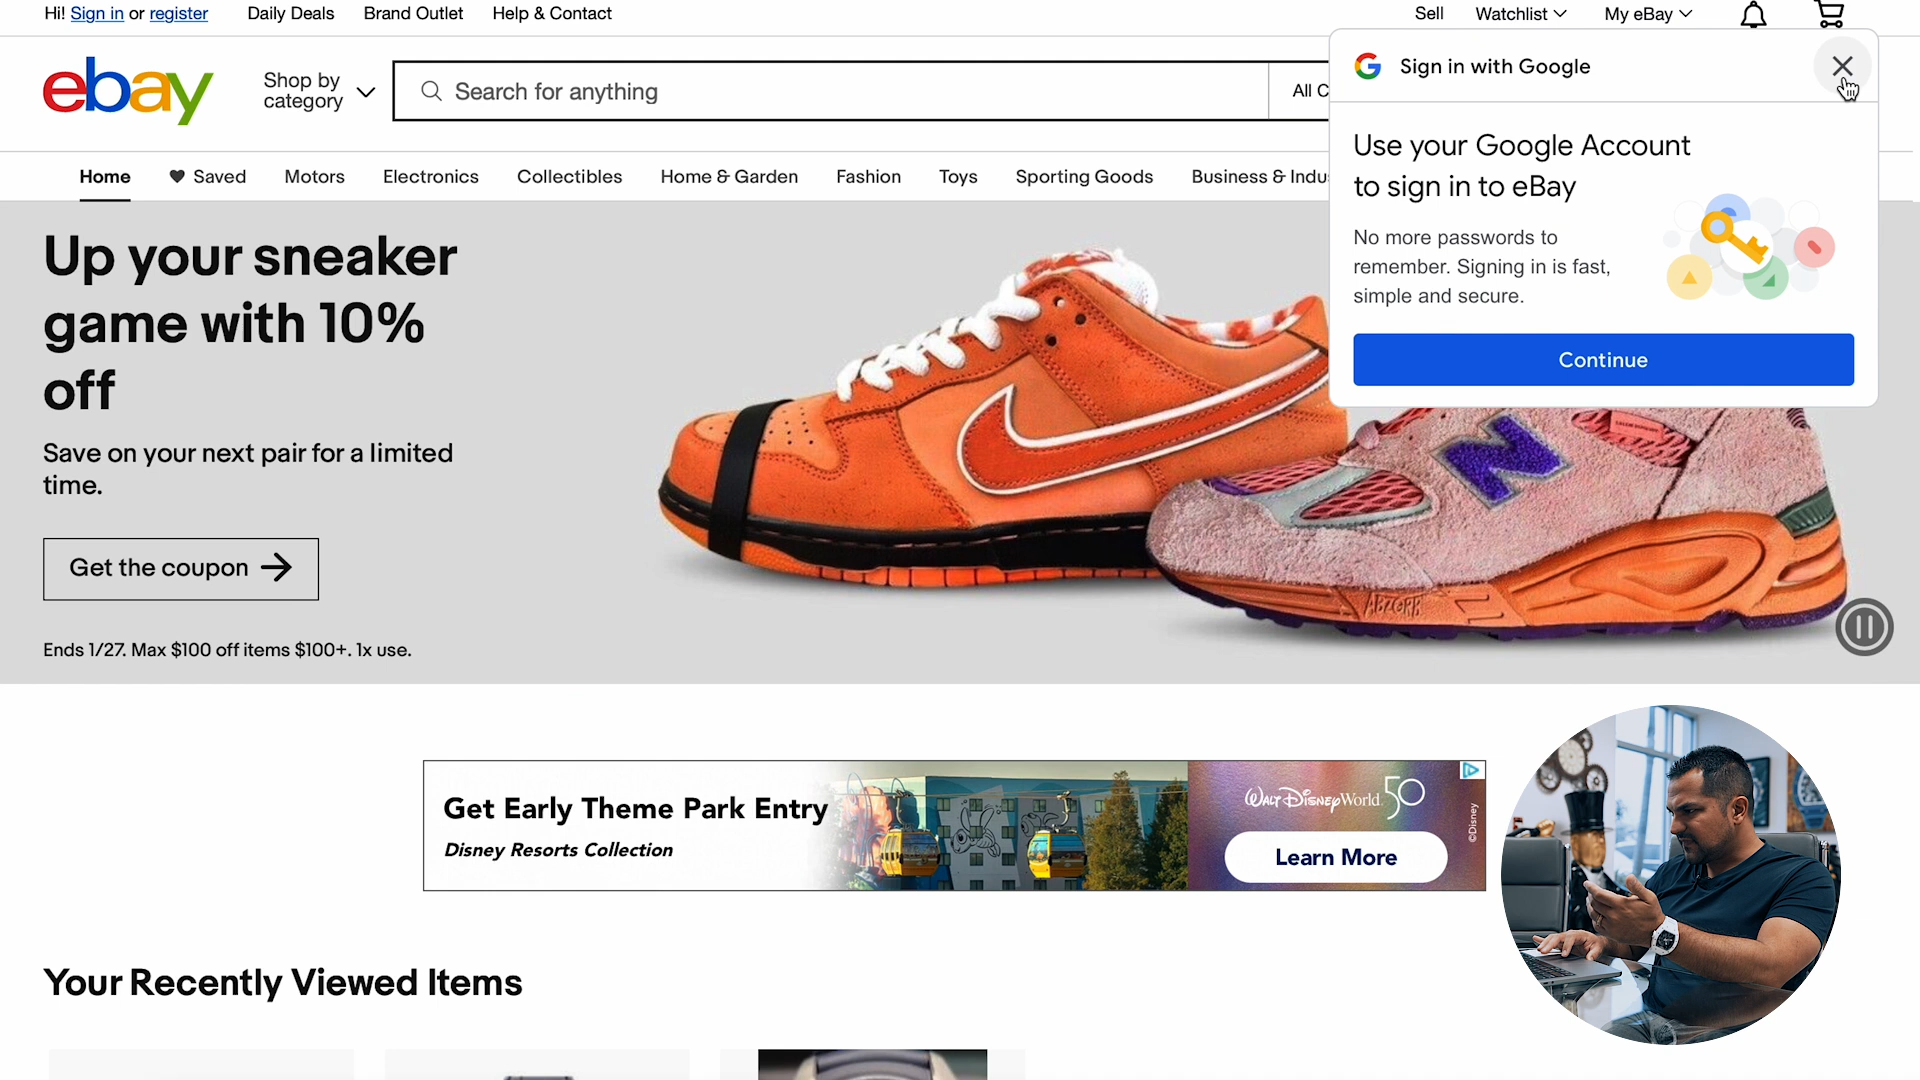 Hi! Sign in or register
Daily Deals
Brand Outlet
Help & Contact
Sell
Watchlist
My eBay
ebay
Shop by
category
Search for anything
All C
Sign in with Google
Use your Google Account
to sign in to eBay
No more passwords to
remember. Signing in is fast,
simple and secure.
Continue
Home
Saved
Motors
Electronics
Collectibles
Home & Garden
Fashion
Toys
Sporting Goods
Business & Indus
Up your sneaker
game with 10%
off
Save on your next pair for a limited
time.
Get the coupon
Ends 1/27. Max $100 off items $100+. 1x use.
N
ABZORB
Get Early Theme Park Entry
Disney Resorts Collection
Walt Disney World. 50
Learn More
©Disney
Your Recently Viewed Items